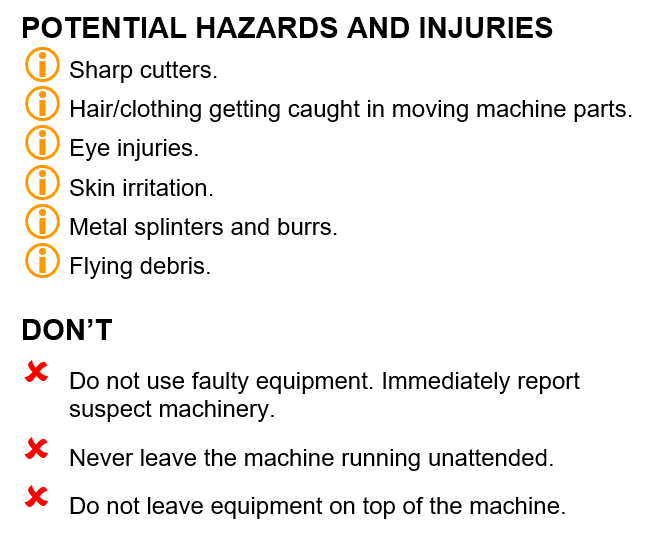 POTENTIAL HAZARDS AND INJURIES
Sharp cutters.
Hair/clothing getting caught in moving machine parts.
Eye injuries.
Skin irritation.
Metal splinters and burrs.
Flying debris.
DON’T
Do not use faulty equipment. Immediately report
suspect machinery.
Never leave the machine running unattended.
Do not leave equipment on top of the machine.